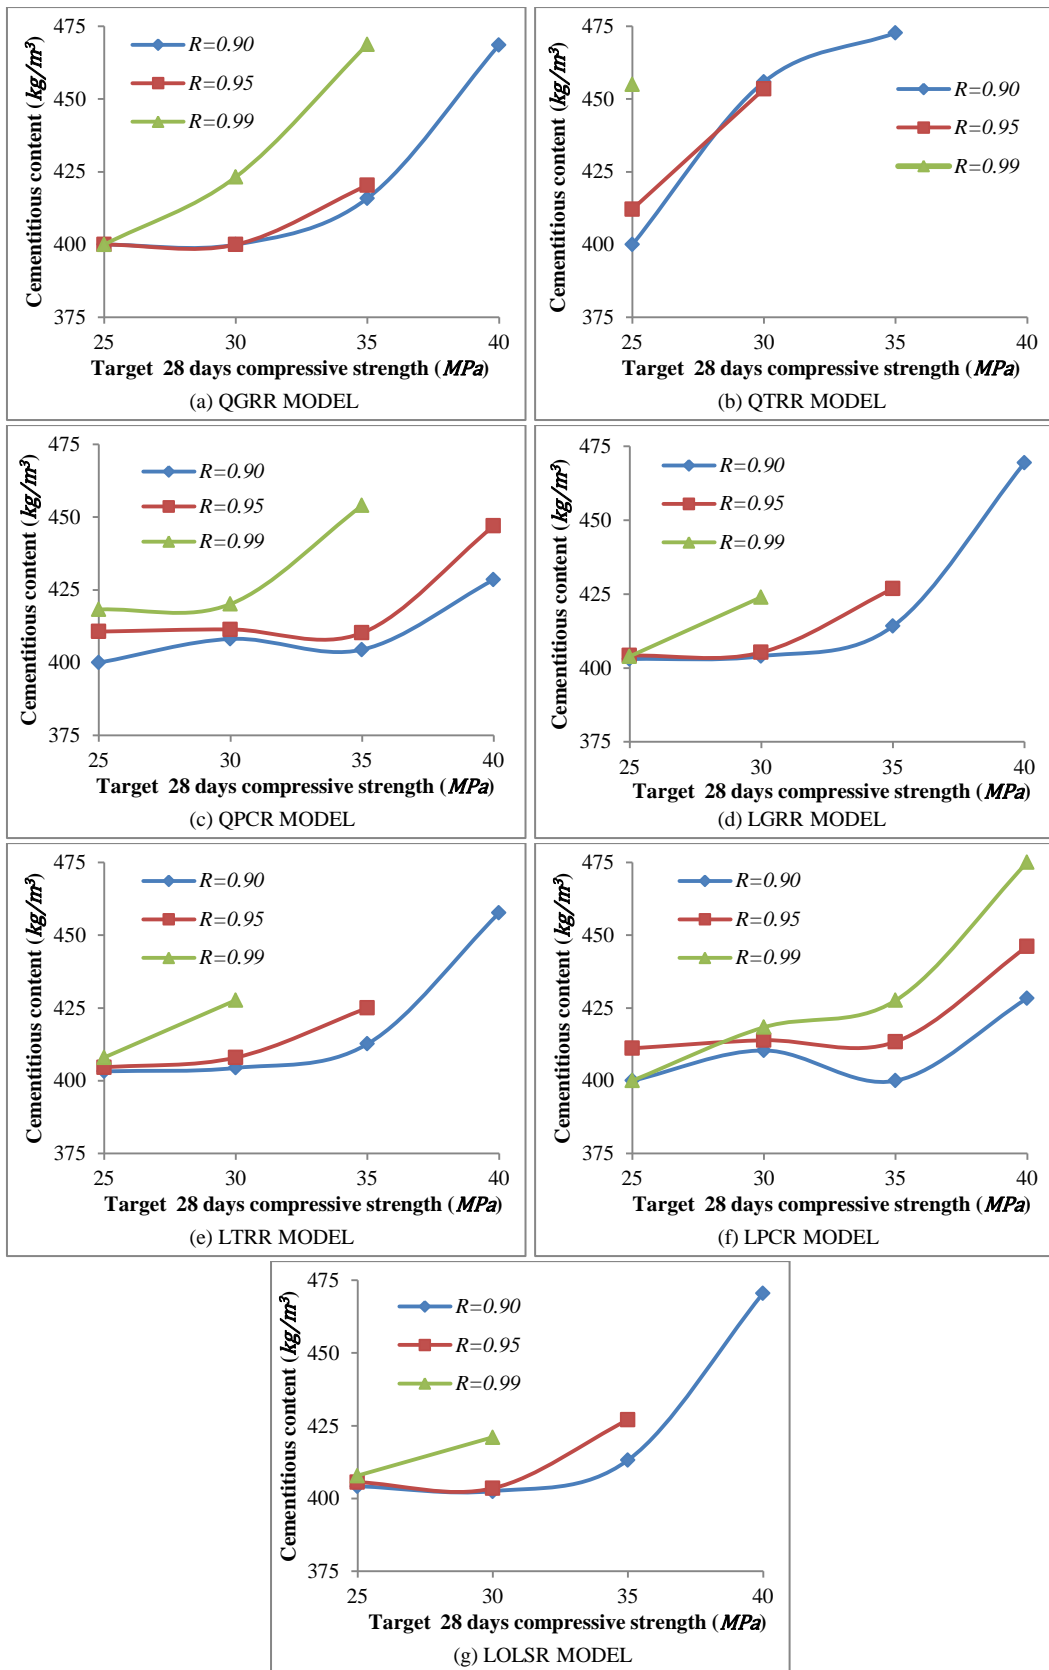 Cementitious content (kg/m³)
475
450
425
400
375
R=0.90
R=0.95
R=0.99
25 30 35 40
Target 28 days compressive strength (MPa)
(a) QGRR MODEL
Cementitious content (kg/m³)
475
450
425
400
375
R=0.90
R=0.95
R=0.99
25 30 35 40
Target 28 days compressive strength (MPa)
(b) QTRR MODEL
Cementitious content (kg/m³)
475
450
425
400
375
R=0.90
R=0.95
R=0.99
25 30 35 40
Target 28 days compressive strength (MPa)
(c) QPCR MODEL
Cementitious content (kg/m³)
475
450
425
400
375
R=0.90
R=0.95
R=0.99
25 30 35 40
Target 28 days compressive strength (MPa)
(d) LGRR MODEL
Cementitious content (kg/m³)
475
450
425
400
375
R=0.90
R=0.95
R=0.99
25 30 35 40
Target 28 days compressive strength (MPa)
(e) LTRR MODEL
Cementitious content (kg/m³)
475
450
425
400
375
R=0.90
R=0.95
R=0.99
25 30 35 40
Target 28 days compressive strength (MPa)
(f) LPCR MODEL
Cementitious content (kg/m³)
475
450
425
400
375
R=0.90
R=0.95
R=0.99
25 30 35 40
Target 28 days compressive strength (MPa)
(g) LOLSR MODEL